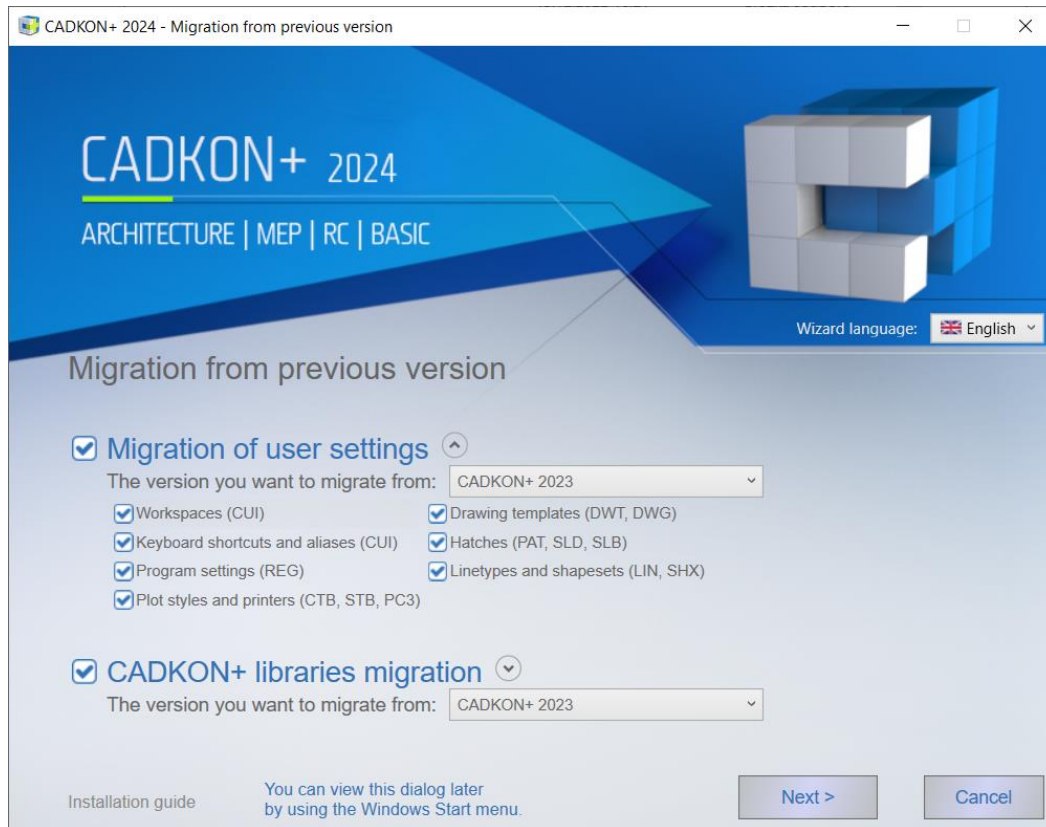 CADKON+ 2024 - Migration from previous version
CADKON+ 2024
ARCHITECTURE | MEP | RC | BASIC
Wizard language: English
Migration from previous version
Migration of user settings
The version you want to migrate from: CADKON+ 2023
Workspaces (CUI) Drawing templates (DWT, DWG)
Keyboard shortcuts and aliases (CUI) Hatches (PAT, SLD, SLB)
Program settings (REG) Linetypes and shapesets (LIN, SHX)
Plot styles and printers (CTB, STB, PC3)
CADKON+ libraries migration
The version you want to migrate from: CADKON+ 2023
Installation guide
You can view this dialog later
by using the Windows Start menu.
Next > Cancel